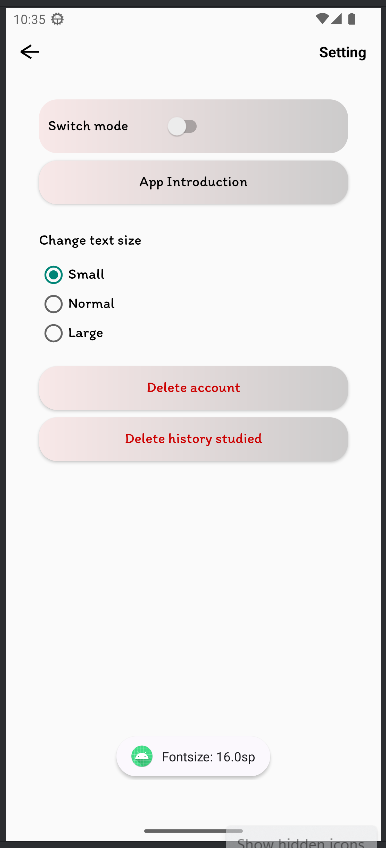 10:35
Setting
Switch mode
App Introduction
Change text size
Small
Normal
Large
Delete account
Delete history studied
Fontsize: 16.0sp
Show hidden icons